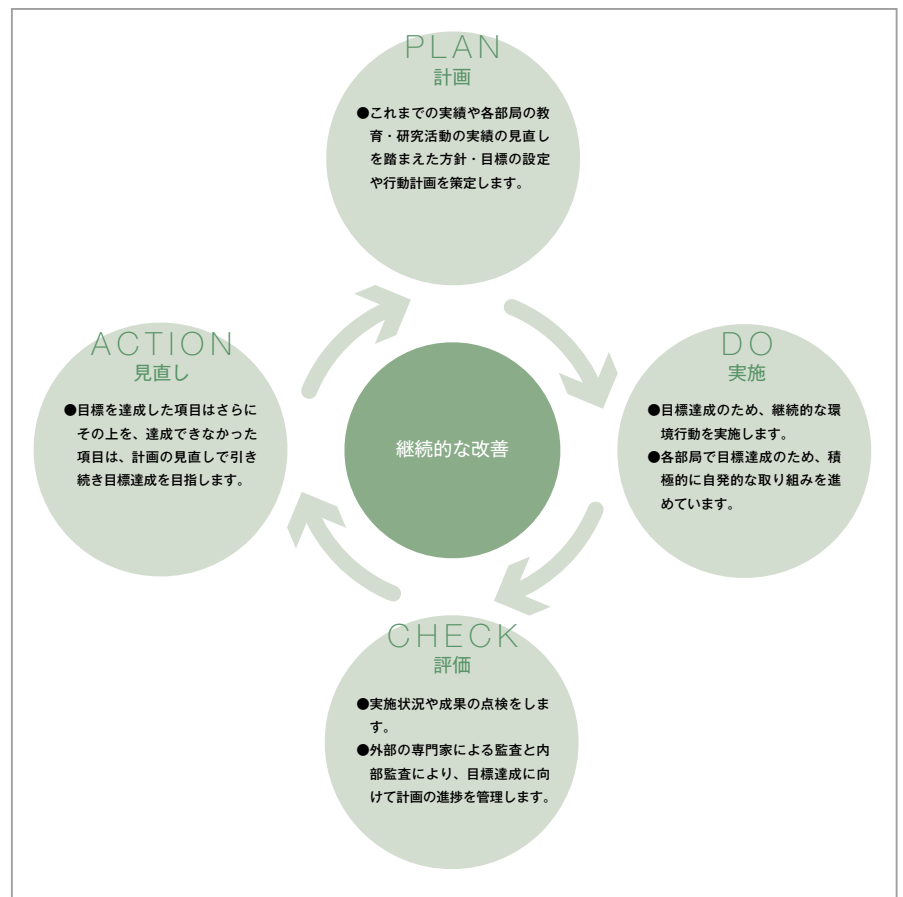 PLAN
計画
●これまでの実績や各部局の教
育・研究活動の実績の見直し
を踏まえた方針・目標の設定
や行動計画を策定します。
ACTION
見直し
●目標を達成した項目はさらに
その上を、達成できなかった
項目は、計画の見直しで引き
続き目標達成を目指します。
継続的な改善
DO
実施
●目標達成のため、継続的な環
境行動を実施します。
●各部局で目標達成のため、積
極的に自発的な取り組みを進
めています。
CHECK
評価
●実施状況や成果の点検をしま
す。
●外部の専門家による監査と内
部監査により、目標達成に向
けて計画の進捗を管理します。